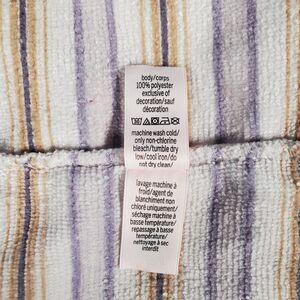 body/corps
100% polyester
exclusive of
decoration/sauf
décoration
machine wash cold/
only non-chlorine
bleach/tumble dry
low/cool iron/do
not dry clean/
lavage machine à
froid/agent de
blanchiment non
chloré uniquement/
séchage machine à
basse température/
repassage à basse
température/
nettoyage à sec
interdit